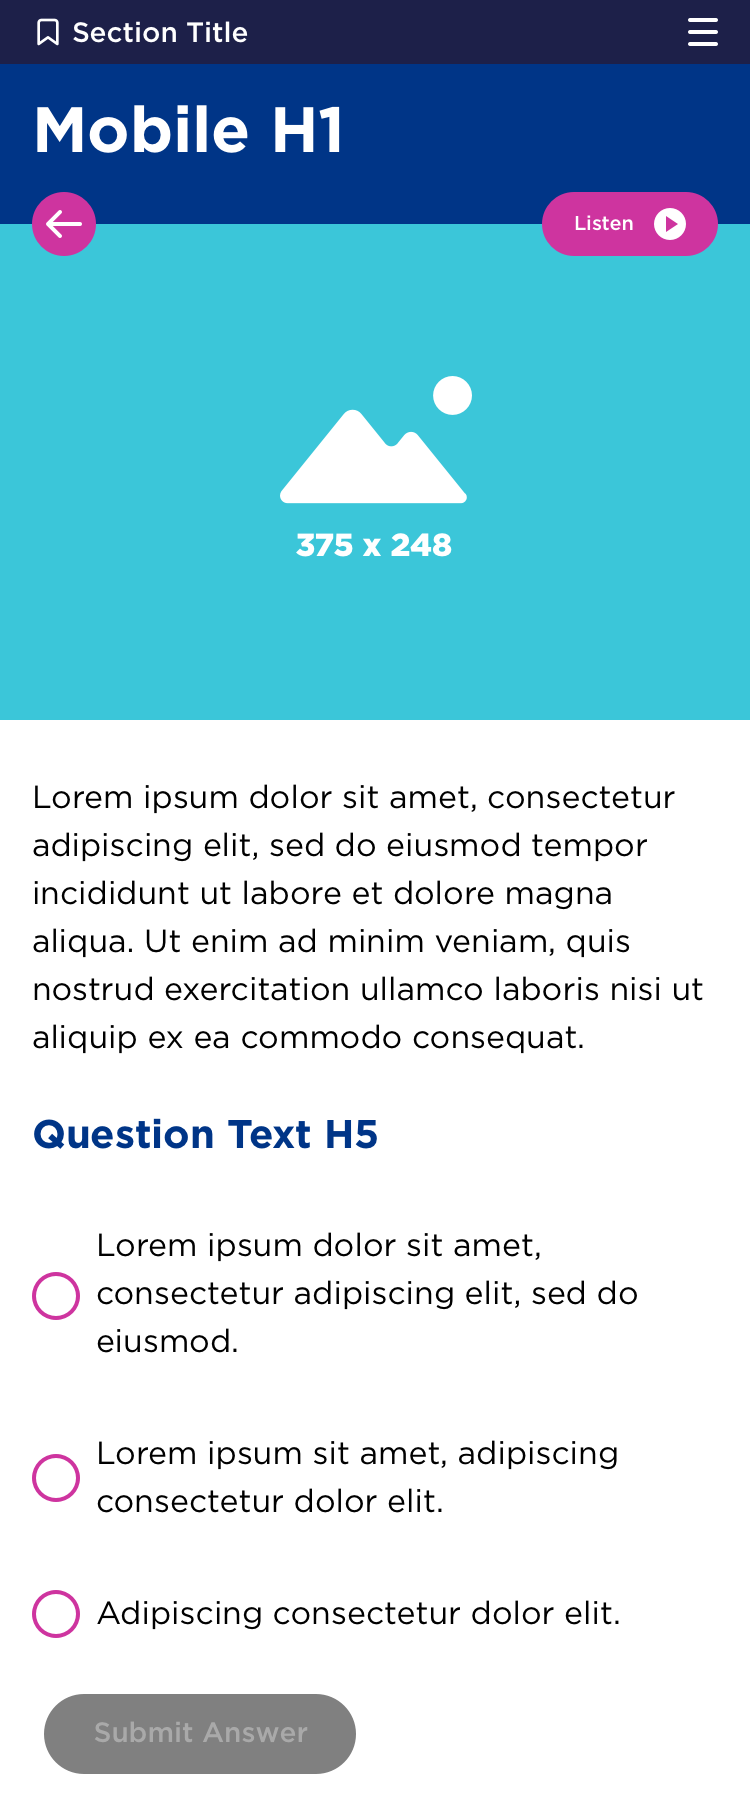 Section Title
Mobile H1
Listen
375 x 248
Lorem ipsum dolor sit amet, consectetur
adipiscing elit, sed do eiusmod tempor
incididunt ut labore et dolore magna
aliqua. Ut enim ad minim veniam, quis
nostrud exercitation ullamco laboris nisi ut
aliquip ex ea commodo consequat.
Question Text H5
Lorem ipsum dolor sit amet,
consectetur adipiscing elit, sed do
eiusmod.
Lorem ipsum sit amet, adipiscing
consectetur dolor elit.
Adipiscing consectetur dolor elit.
Submit Answer